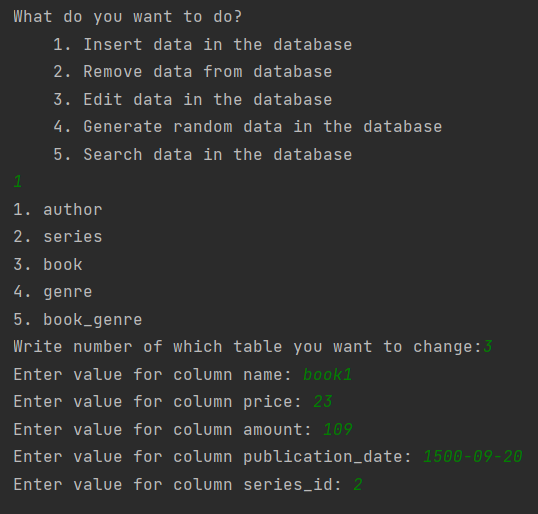 What do you want to do?
1. Insert data in the database
2. Remove data from database
3. Edit data in the database
4. Generate random data in the database
5. Search data in the database
1
1. author
2. series
3. book
4. genre
5. book_genre
Write number of which table you want to change:3
Enter value for column name: book1
Enter value for column price: 23
Enter value for column amount: 109
Enter value for column publication_date: 1500-09-20
Enter value for column series_id: 2